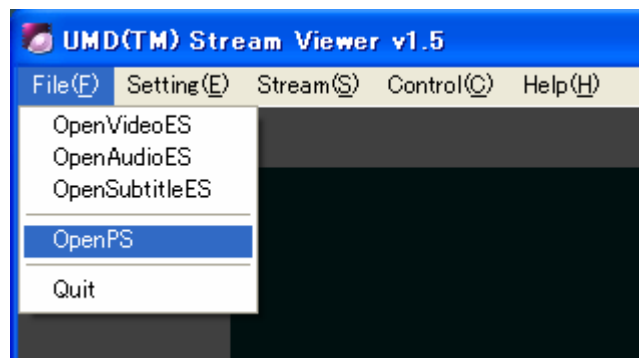 UMD(TM) Stream Viewer v1.5
File(F) Setting(E) Stream(S) Control(C) Help(H)
OpenVideoES
OpenAudioES
OpenSubtitleES
OpenPS
Quit